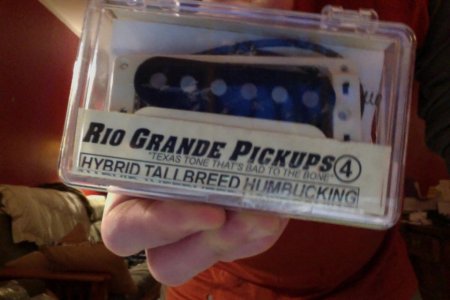 RIO GRANDE PICKUPS 4
"TEXAS TONE THAT'S BAD TO THE BONE"
HYBRID TALLBREED HUMBUCKING